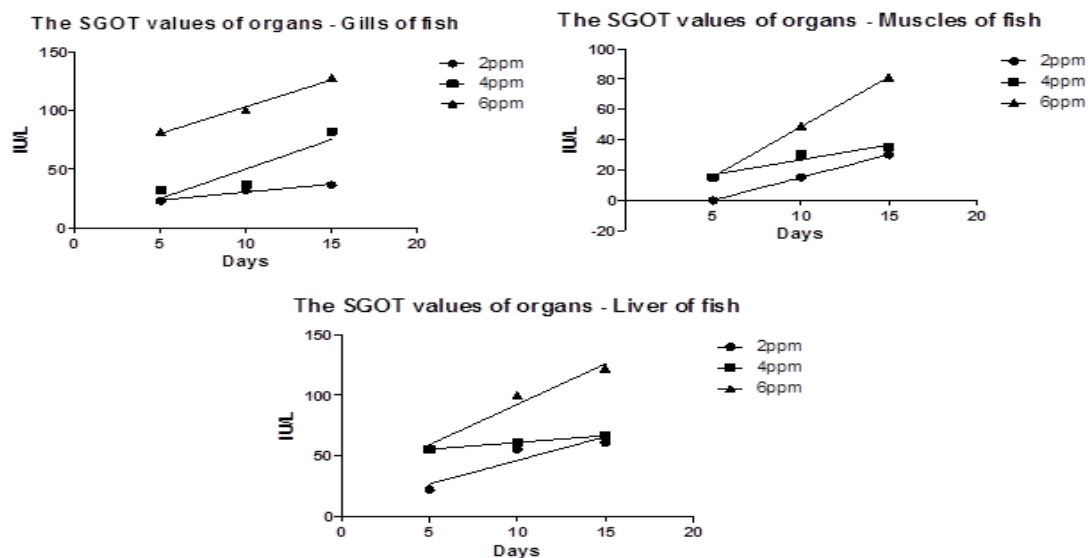 The SGOT values of organs - Gills of fish
150
100
50
0
IU/L
0 5 10 15 20
Days
2ppm
4ppm
6ppm
The SGOT values of organs - Muscles of fish
100
80
60
40
20
0
-20
IU/L
5 10 15 20
Days
2ppm
4ppm
6ppm
The SGOT values of organs - Liver of fish
150
100
50
0
IU/L
0 5 10 15 20
Days
2ppm
4ppm
6ppm